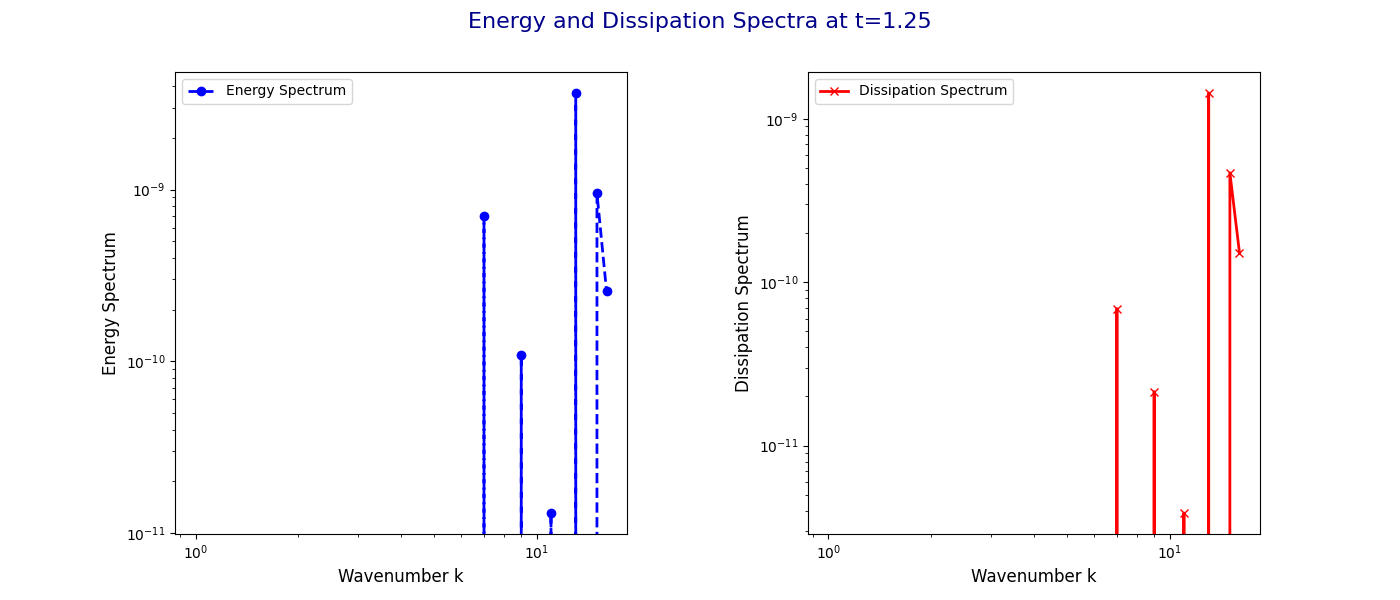 Energy and Dissipation Spectra at t=1.25
Energy Spectrum
Energy Spectrum
10⁻⁹
10⁻¹⁰
10⁻¹¹
10⁰
10¹
Wavenumber k
Dissipation Spectrum
Dissipation Spectrum
10⁻⁹
10⁻¹⁰
10⁻¹¹
10⁰
10¹
Wavenumber k